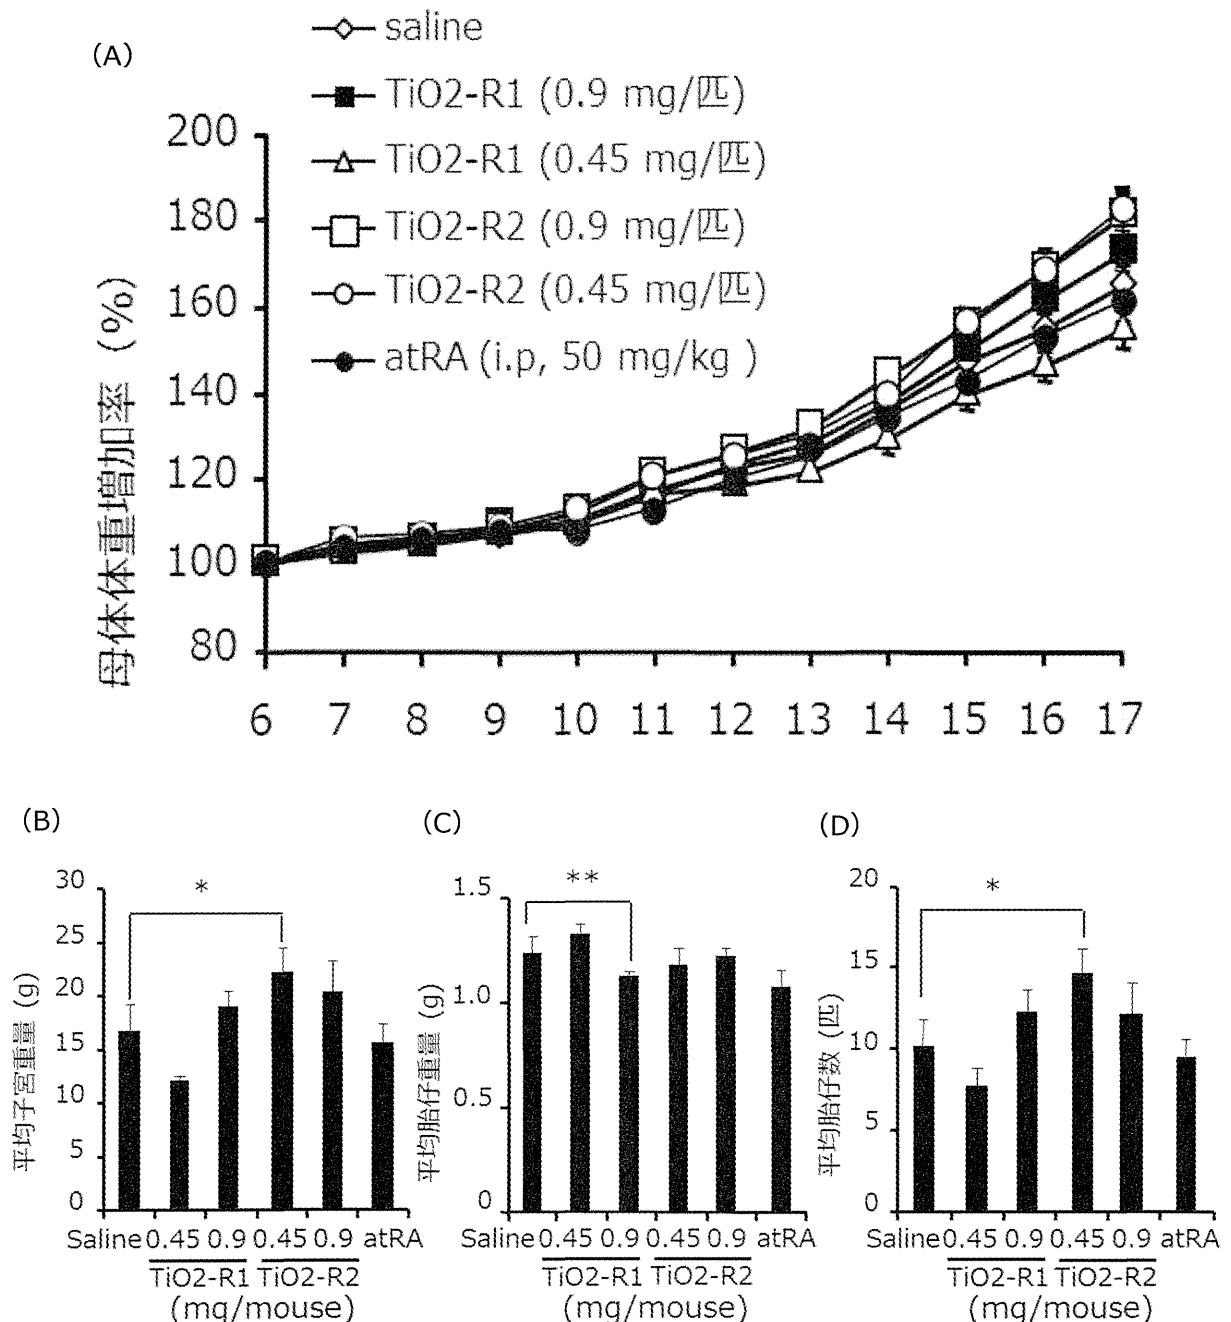 (A)
saline
TiO2-R1 (0.9 mg/匹)
TiO2-R1 (0.45 mg/匹)
TiO2-R2 (0.9 mg/匹)
TiO2-R2 (0.45 mg/匹)
atRA (i.p, 50 mg/kg )
母体体重増加率 (%)
200
180
160
140
120
100
80
6 7 8 9 10 11 12 13 14 15 16 17
(B)
*
平均子宮重量 (g)
30
25
20
15
10
5
0
Saline 0.45 0.9 0.45 0.9 atRA
TiO2-R1 TiO2-R2
(mg/mouse)
(C)
**
平均胎仔重量 (g)
1.5
1.0
0.5
0
Saline 0.45 0.9 0.45 0.9 atRA
TiO2-R1 TiO2-R2
(mg/mouse)
(D)
*
平均胎仔数 (匹)
20
15
10
5
0
Saline 0.45 0.9 0.45 0.9 atRA
TiO2-R1 TiO2-R2
(mg/mouse)